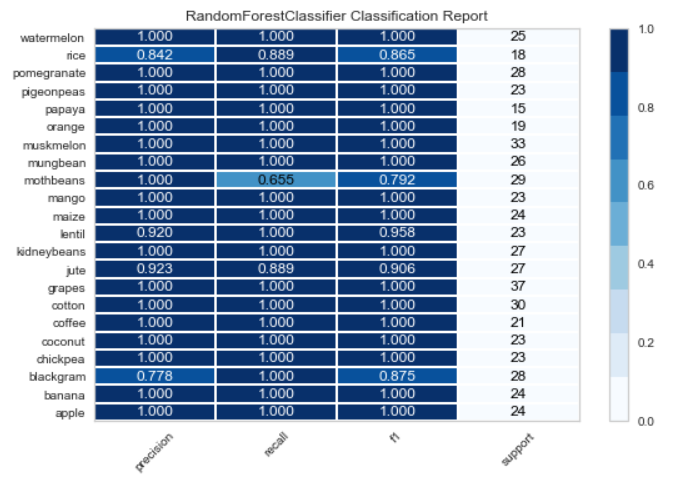 RandomForestClassifier Classification Report
watermelon 1.000 1.000 1.000 25
rice 0.842 0.889 0.865 18
pomegranate 1.000 1.000 1.000 28
pigeonpeas 1.000 1.000 1.000 23
papaya 1.000 1.000 1.000 15
orange 1.000 1.000 1.000 19
muskmelon 1.000 1.000 1.000 33
mungbean 1.000 1.000 1.000 26
mothbeans 1.000 0.655 0.792 29
mango 1.000 1.000 1.000 23
maize 1.000 1.000 1.000 24
lentil 0.920 1.000 0.958 23
kidneybeans 1.000 1.000 1.000 27
jute 0.923 0.889 0.906 27
grapes 1.000 1.000 1.000 37
cotton 1.000 1.000 1.000 30
coffee 1.000 1.000 1.000 21
coconut 1.000 1.000 1.000 23
chickpea 1.000 1.000 1.000 23
blackgram 0.778 1.000 0.875 28
banana 1.000 1.000 1.000 24
apple 1.000 1.000 1.000 24
precision recall f1 support
1.0
0.8
0.6
0.4
0.2
0.0